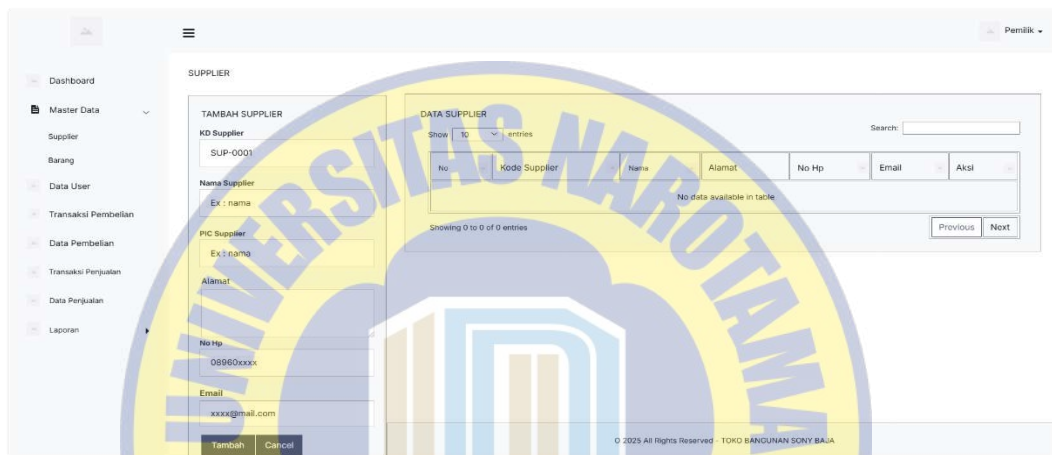 Pemilik
Dashboard
Master Data
Supplier
Barang
Data User
Transaksi Pembelian
Data Pembelian
Transaksi Penjualan
Data Penjualan
Laporan
SUPPLIER
TAMBAH SUPPLIER
KD Supplier
SUP-0001
Nama Supplier
Ex : nama
PIC Supplier
Ex : nama
Alamat
No Hp
08960xxxx
Email
xxxx@mail.com
Tambah Cancel
DATA SUPPLIER
Show 10 entries
Search:
No Kode Supplier Nama Alamat No Hp Email Aksi
No data available in table
Showing 0 to 0 of 0 entries
Previous Next
© 2025 All Rights Reserved - TOKO BANGUNAN SONY BAJA
UNIVERSITAS NAROTAMA